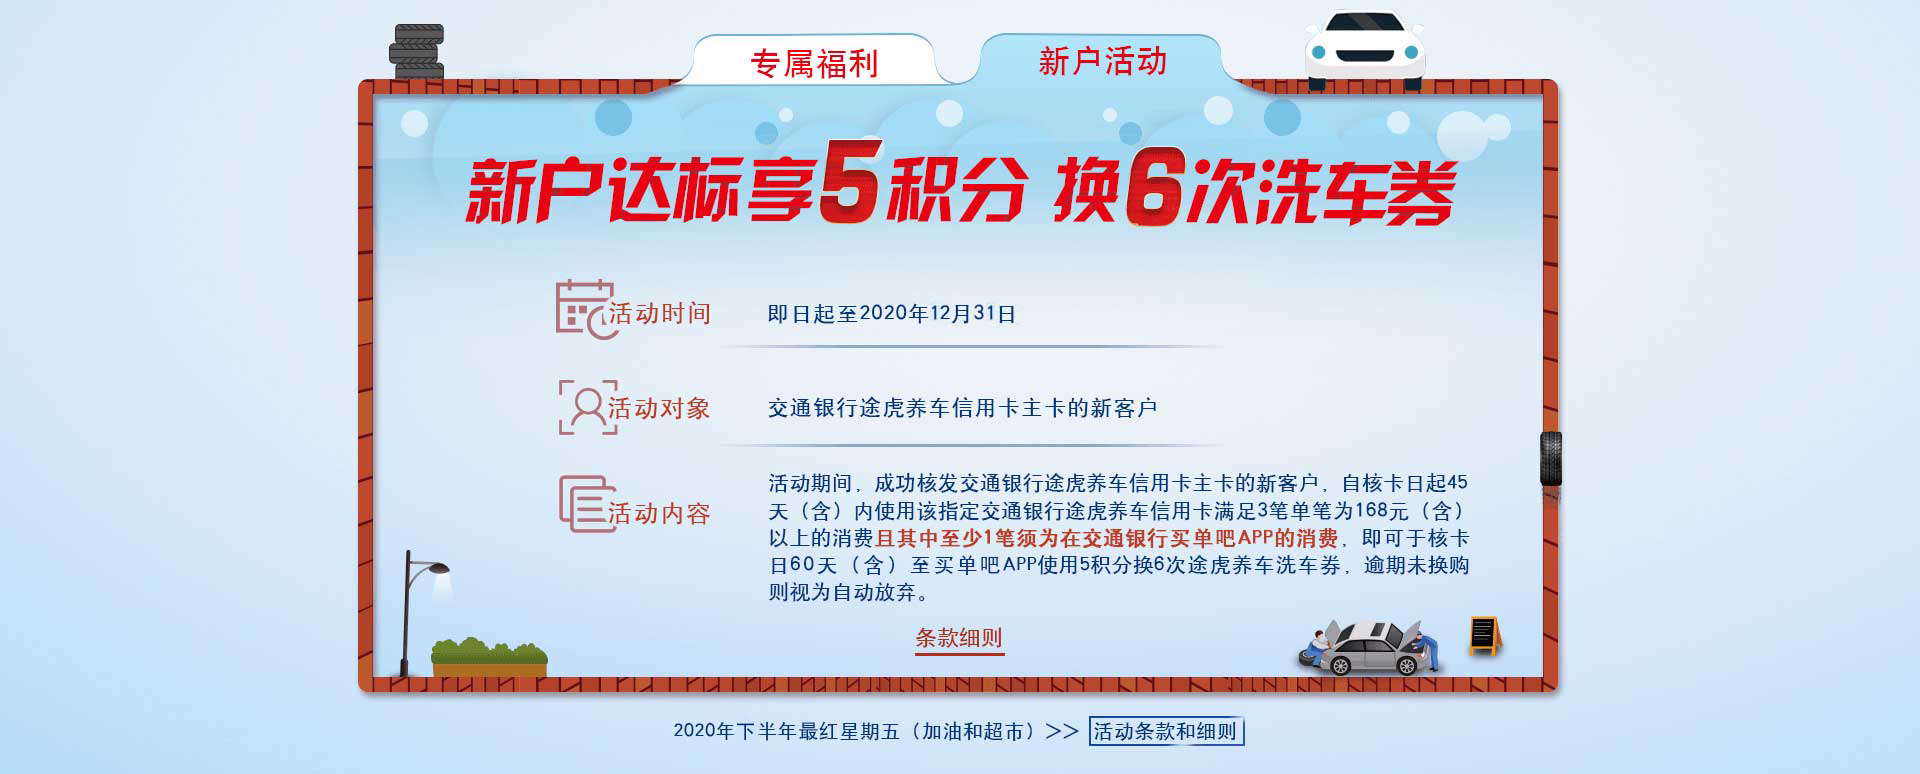 专属福利
新户活动
新户达标享5积分 换6次洗车券
活动时间
即日起至2020年12月31日
活动对象
交通银行途虎养车信用卡主卡的新客户
活动内容
活动期间，成功核发交通银行途虎养车信用卡主卡的新客户，自核卡日起45
天（含）内使用该指定交通银行途虎养车信用卡满足3笔单笔为168元（含）
以上的消费且其中至少1笔须为在交通银行买单吧APP的消费，即可于核卡
日60天（含）至买单吧APP使用5积分换6次途虎养车洗车券，逾期未换购
则视为自动放弃。
条款细则
2020年下半年最红星期五（加油和超市）>> 活动条款和细则